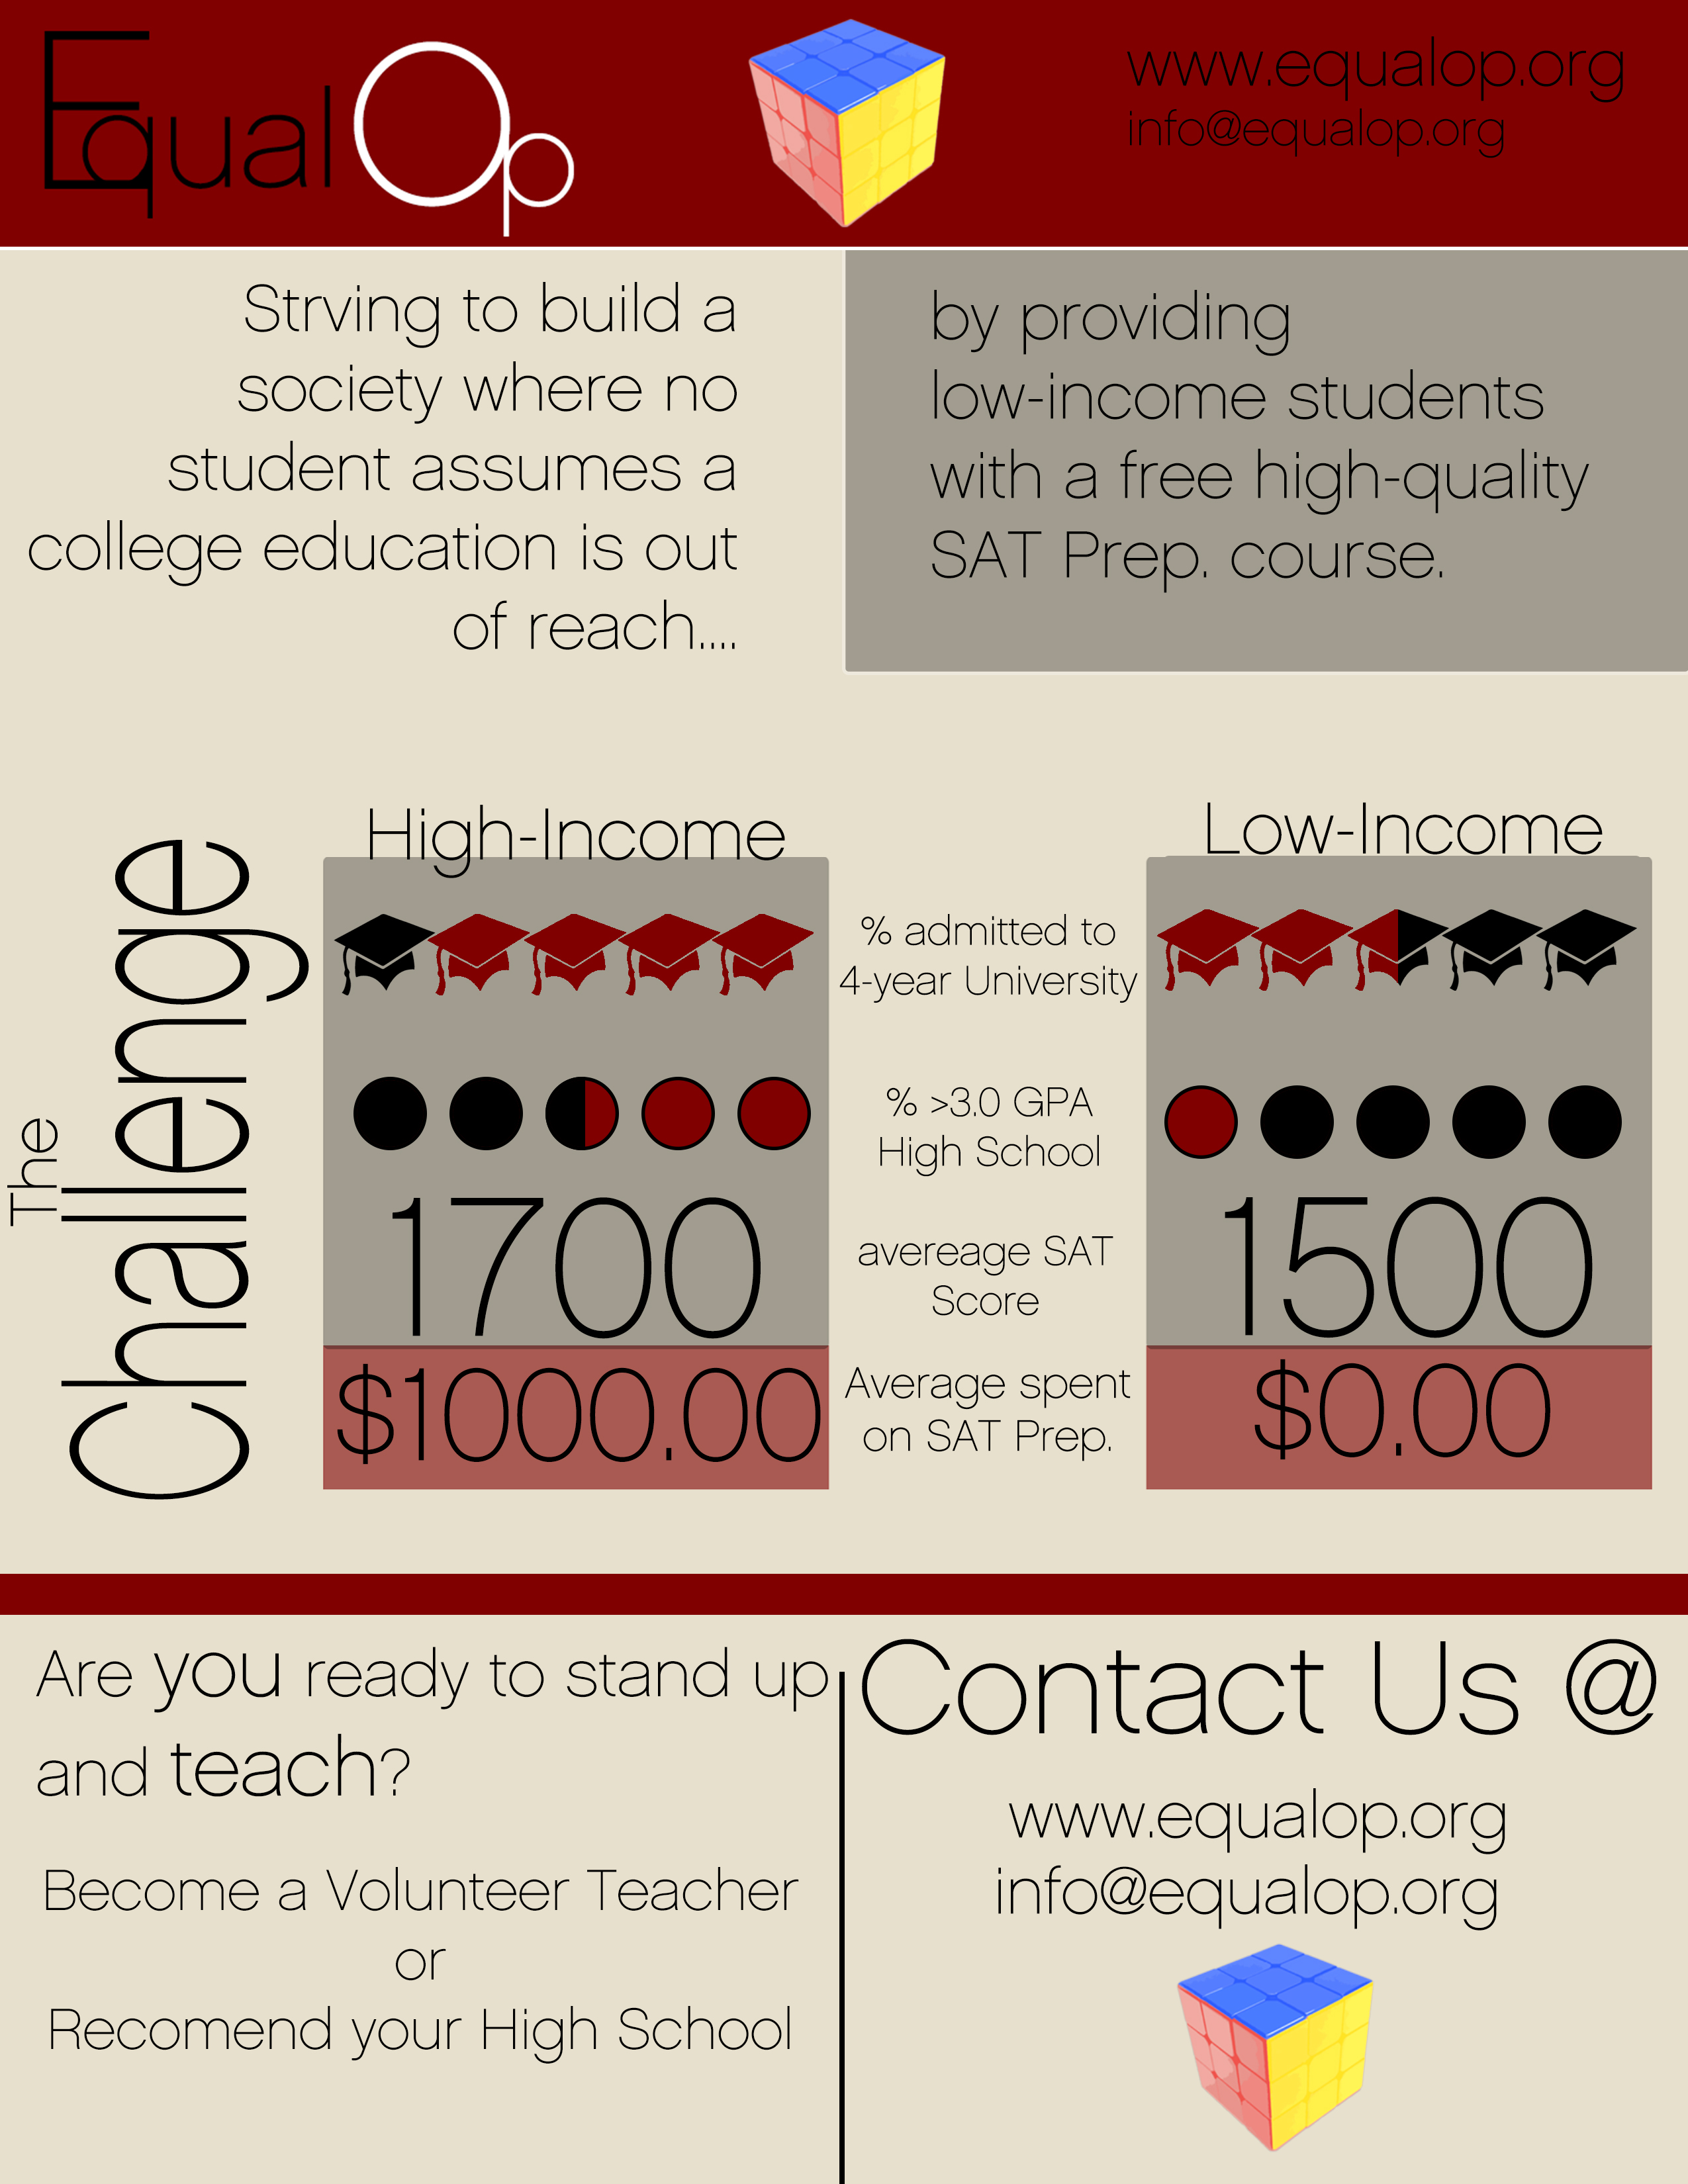 Equal Op
www.equalop.org
info@equalop.org
Strving to build a
society where no
student assumes a
college education is out
of reach....
by providing
low-income students
with a free high-quality
SAT Prep. course.
The
Challenge
High-Income
Low-Income
% admitted to
4-year University
% >3.0 GPA
High School
1700
avereage SAT
Score
1500
$1000.00
Average spent
on SAT Prep.
$0.00
Are you ready to stand up
and teach?
Become a Volunteer Teacher
or
Recomend your High School
Contact Us @
www.equalop.org
info@equalop.org